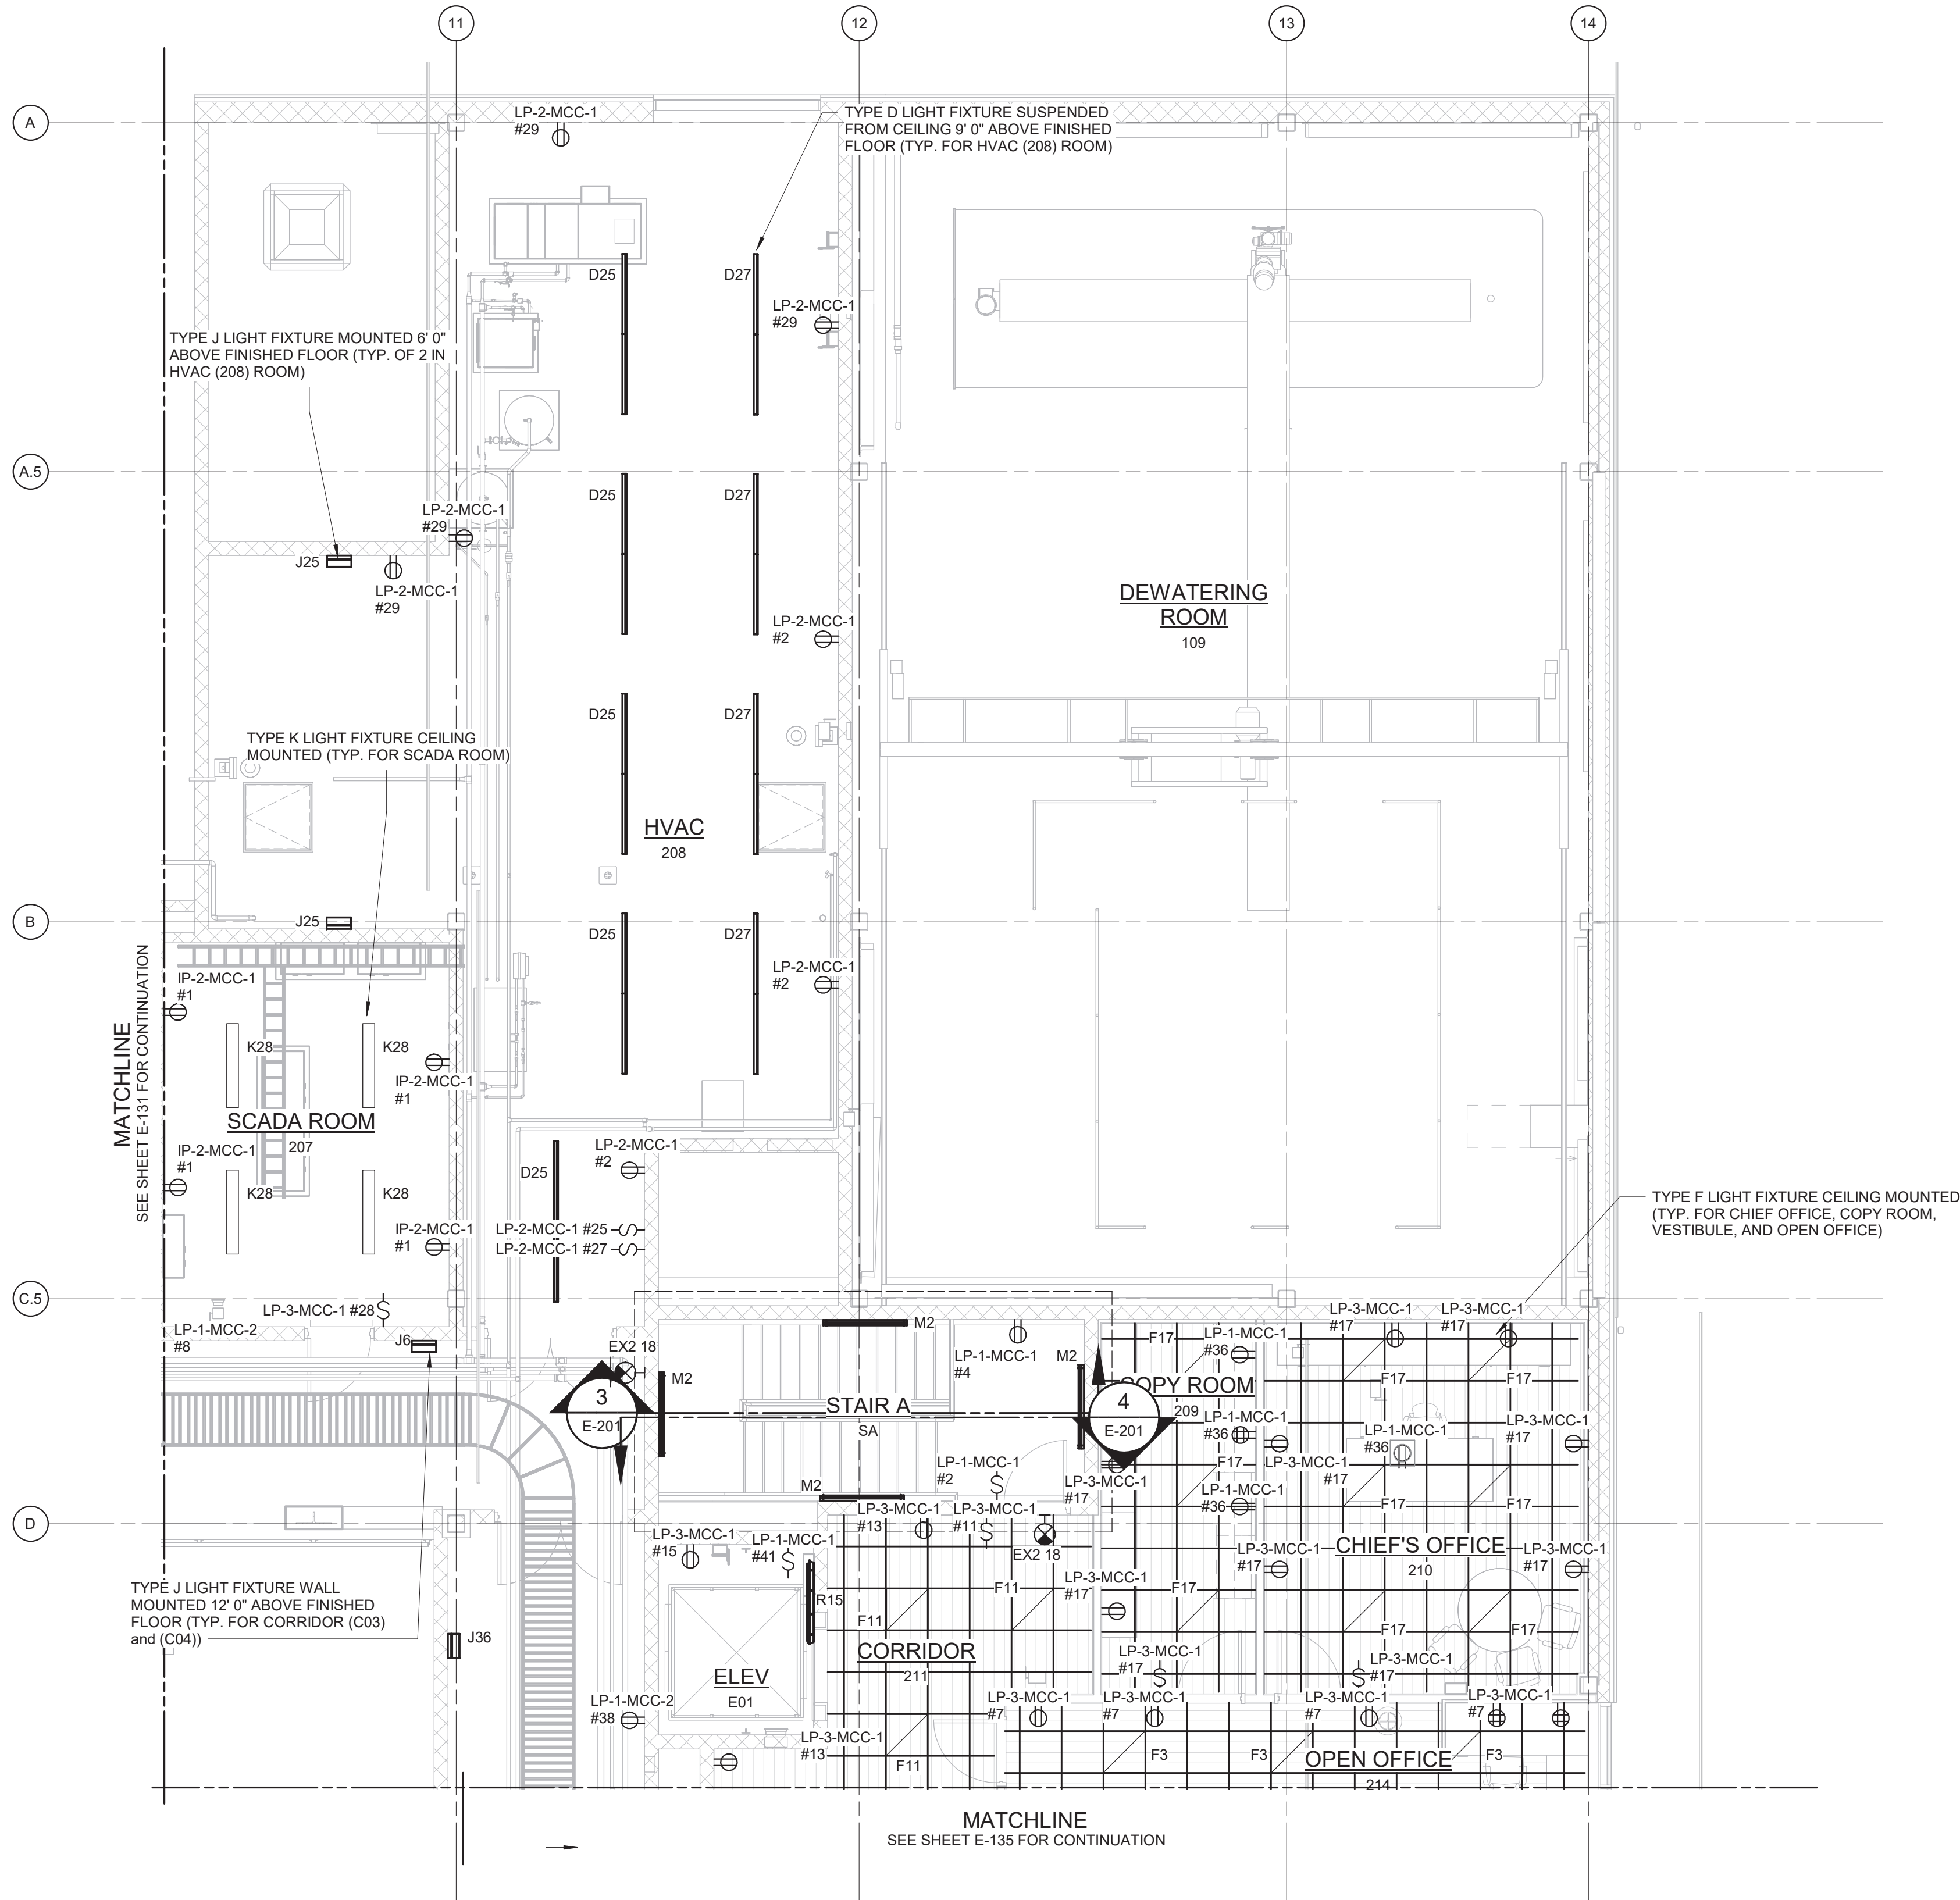 11
12
13
14
A
LP-2-MCC-1
#29
TYPE D LIGHT FIXTURE SUSPENDED
FROM CEILING 9' 0" ABOVE FINISHED
FLOOR (TYP. FOR HVAC (208) ROOM)
D25
D27
LP-2-MCC-1
#29
TYPE J LIGHT FIXTURE MOUNTED 6' 0"
ABOVE FINISHED FLOOR (TYP. OF 2 IN
HVAC (208) ROOM)
A.5
D25
D27
LP-2-MCC-1
#29
J25
LP-2-MCC-1
#29
DEWATERING
ROOM
109
LP-2-MCC-1
#2
D25
D27
TYPE K LIGHT FIXTURE CEILING
MOUNTED (TYP. FOR SCADA ROOM)
HVAC
208
B
J25
D25
D27
LP-2-MCC-1
#2
IP-2-MCC-1
#1
MATCHLINE
SEE SHEET E-131 FOR CONTINUATION
K28
K28
IP-2-MCC-1
#1
SCADA ROOM
207
IP-2-MCC-1
#1
K28
K28
IP-2-MCC-1
#1
D25
LP-2-MCC-1
#2
LP-2-MCC-1 #25
LP-2-MCC-1 #27
TYPE F LIGHT FIXTURE CEILING MOUNTED
(TYP. FOR CHIEF OFFICE, COPY ROOM,
VESTIBULE, AND OPEN OFFICE)
C.5
LP-3-MCC-1 #28
LP-1-MCC-2
#8
J6
EX2 18
M2
LP-1-MCC-1
#4
M2
M2
3
E-201
STAIR A
SA
4
E-201
F17
LP-1-MCC-1
#36
LP-3-MCC-1
#17
LP-3-MCC-1
#17
F17
F17
COPY ROOM
209
LP-1-MCC-1
#36
LP-1-MCC-1
#36
LP-3-MCC-1
#17
LP-1-MCC-1
#2
LP-3-MCC-1
#17
F17
LP-3-MCC-1
#17
LP-1-MCC-1
#36
F17
F17
M2
D
LP-3-MCC-1
#13
LP-3-MCC-1
#11
EX2 18
LP-3-MCC-1
#15
LP-1-MCC-1
#41
LP-3-MCC-1
#17
CHIEF'S OFFICE
210
LP-3-MCC-1
#17
LP-3-MCC-1
#17
F17
R15
F11
F11
TYPE J LIGHT FIXTURE WALL
MOUNTED 12' 0" ABOVE FINISHED
FLOOR (TYP. FOR CORRIDOR (C03)
and (C04))
J36
F17
F17
CORRIDOR
211
LP-3-MCC-1
#17
LP-3-MCC-1
#17
ELEV
E01
LP-1-MCC-2
#38
LP-3-MCC-1
#7
LP-3-MCC-1
#7
LP-3-MCC-1
#7
LP-3-MCC-1
#7
LP-3-MCC-1
#13
F11
F3
F3
OPEN OFFICE
214
F3
MATCHLINE
SEE SHEET E-135 FOR CONTINUATION